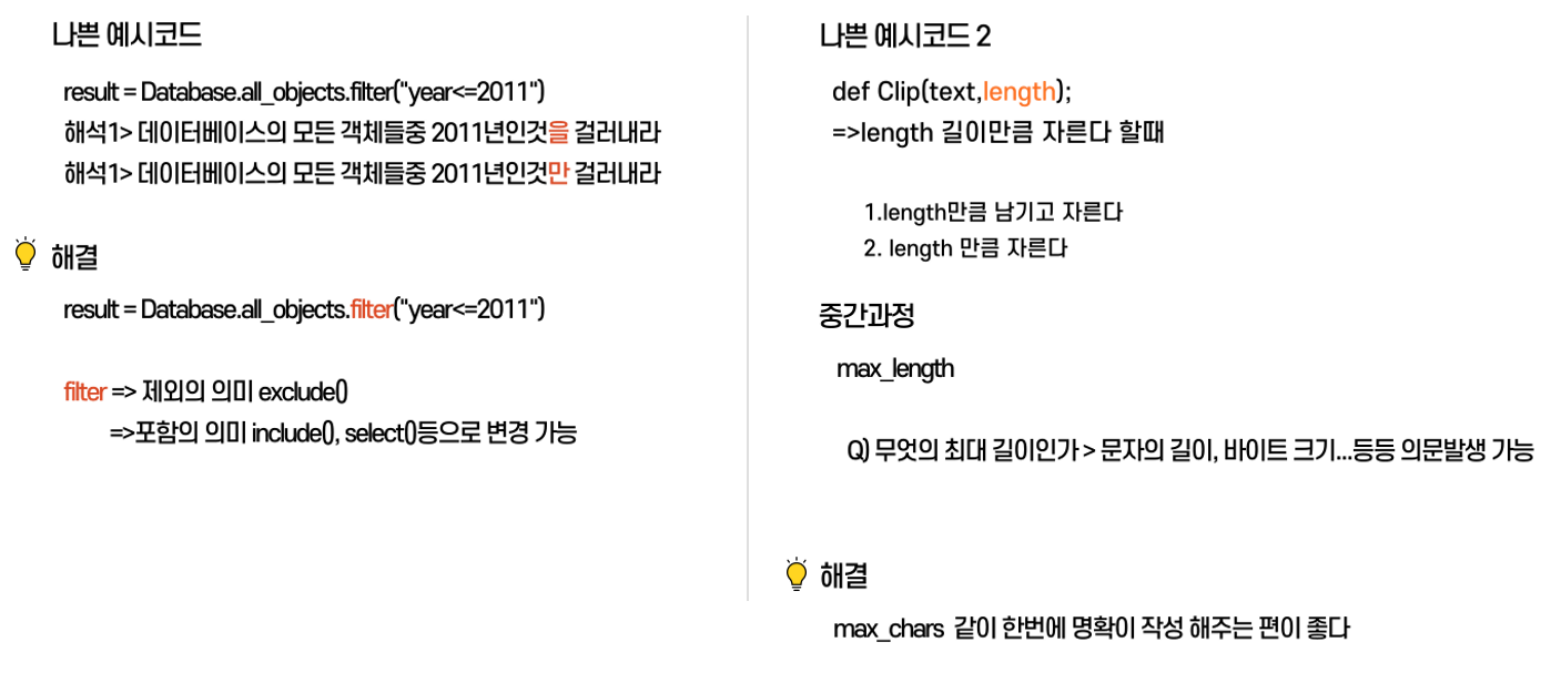 나쁜 예시코드
result = Database.all_objects.filter("year<=2011")
해석1> 데이터베이스의 모든 객체들중 2011년인것을 걸러내라
해석1> 데이터베이스의 모든 객체들중 2011년인것만 걸러내라
해결
result = Database.all_objects.filter("year<=2011")
filter => 제외의 의미 exclude()
=>포함의 의미 include(), select()등으로 변경 가능
나쁜 예시코드 2
def Clip(text,length);
=>length 길이만큼 자른다 할때
1.length만큼 남기고 자른다
2. length 만큼 자른다
중간과정
max_length
Q) 무엇의 최대 길이인가 > 문자의 길이, 바이트 크기...등등 의문발생 가능
해결
max_chars 같이 한번에 명확이 작성 해주는 편이 좋다